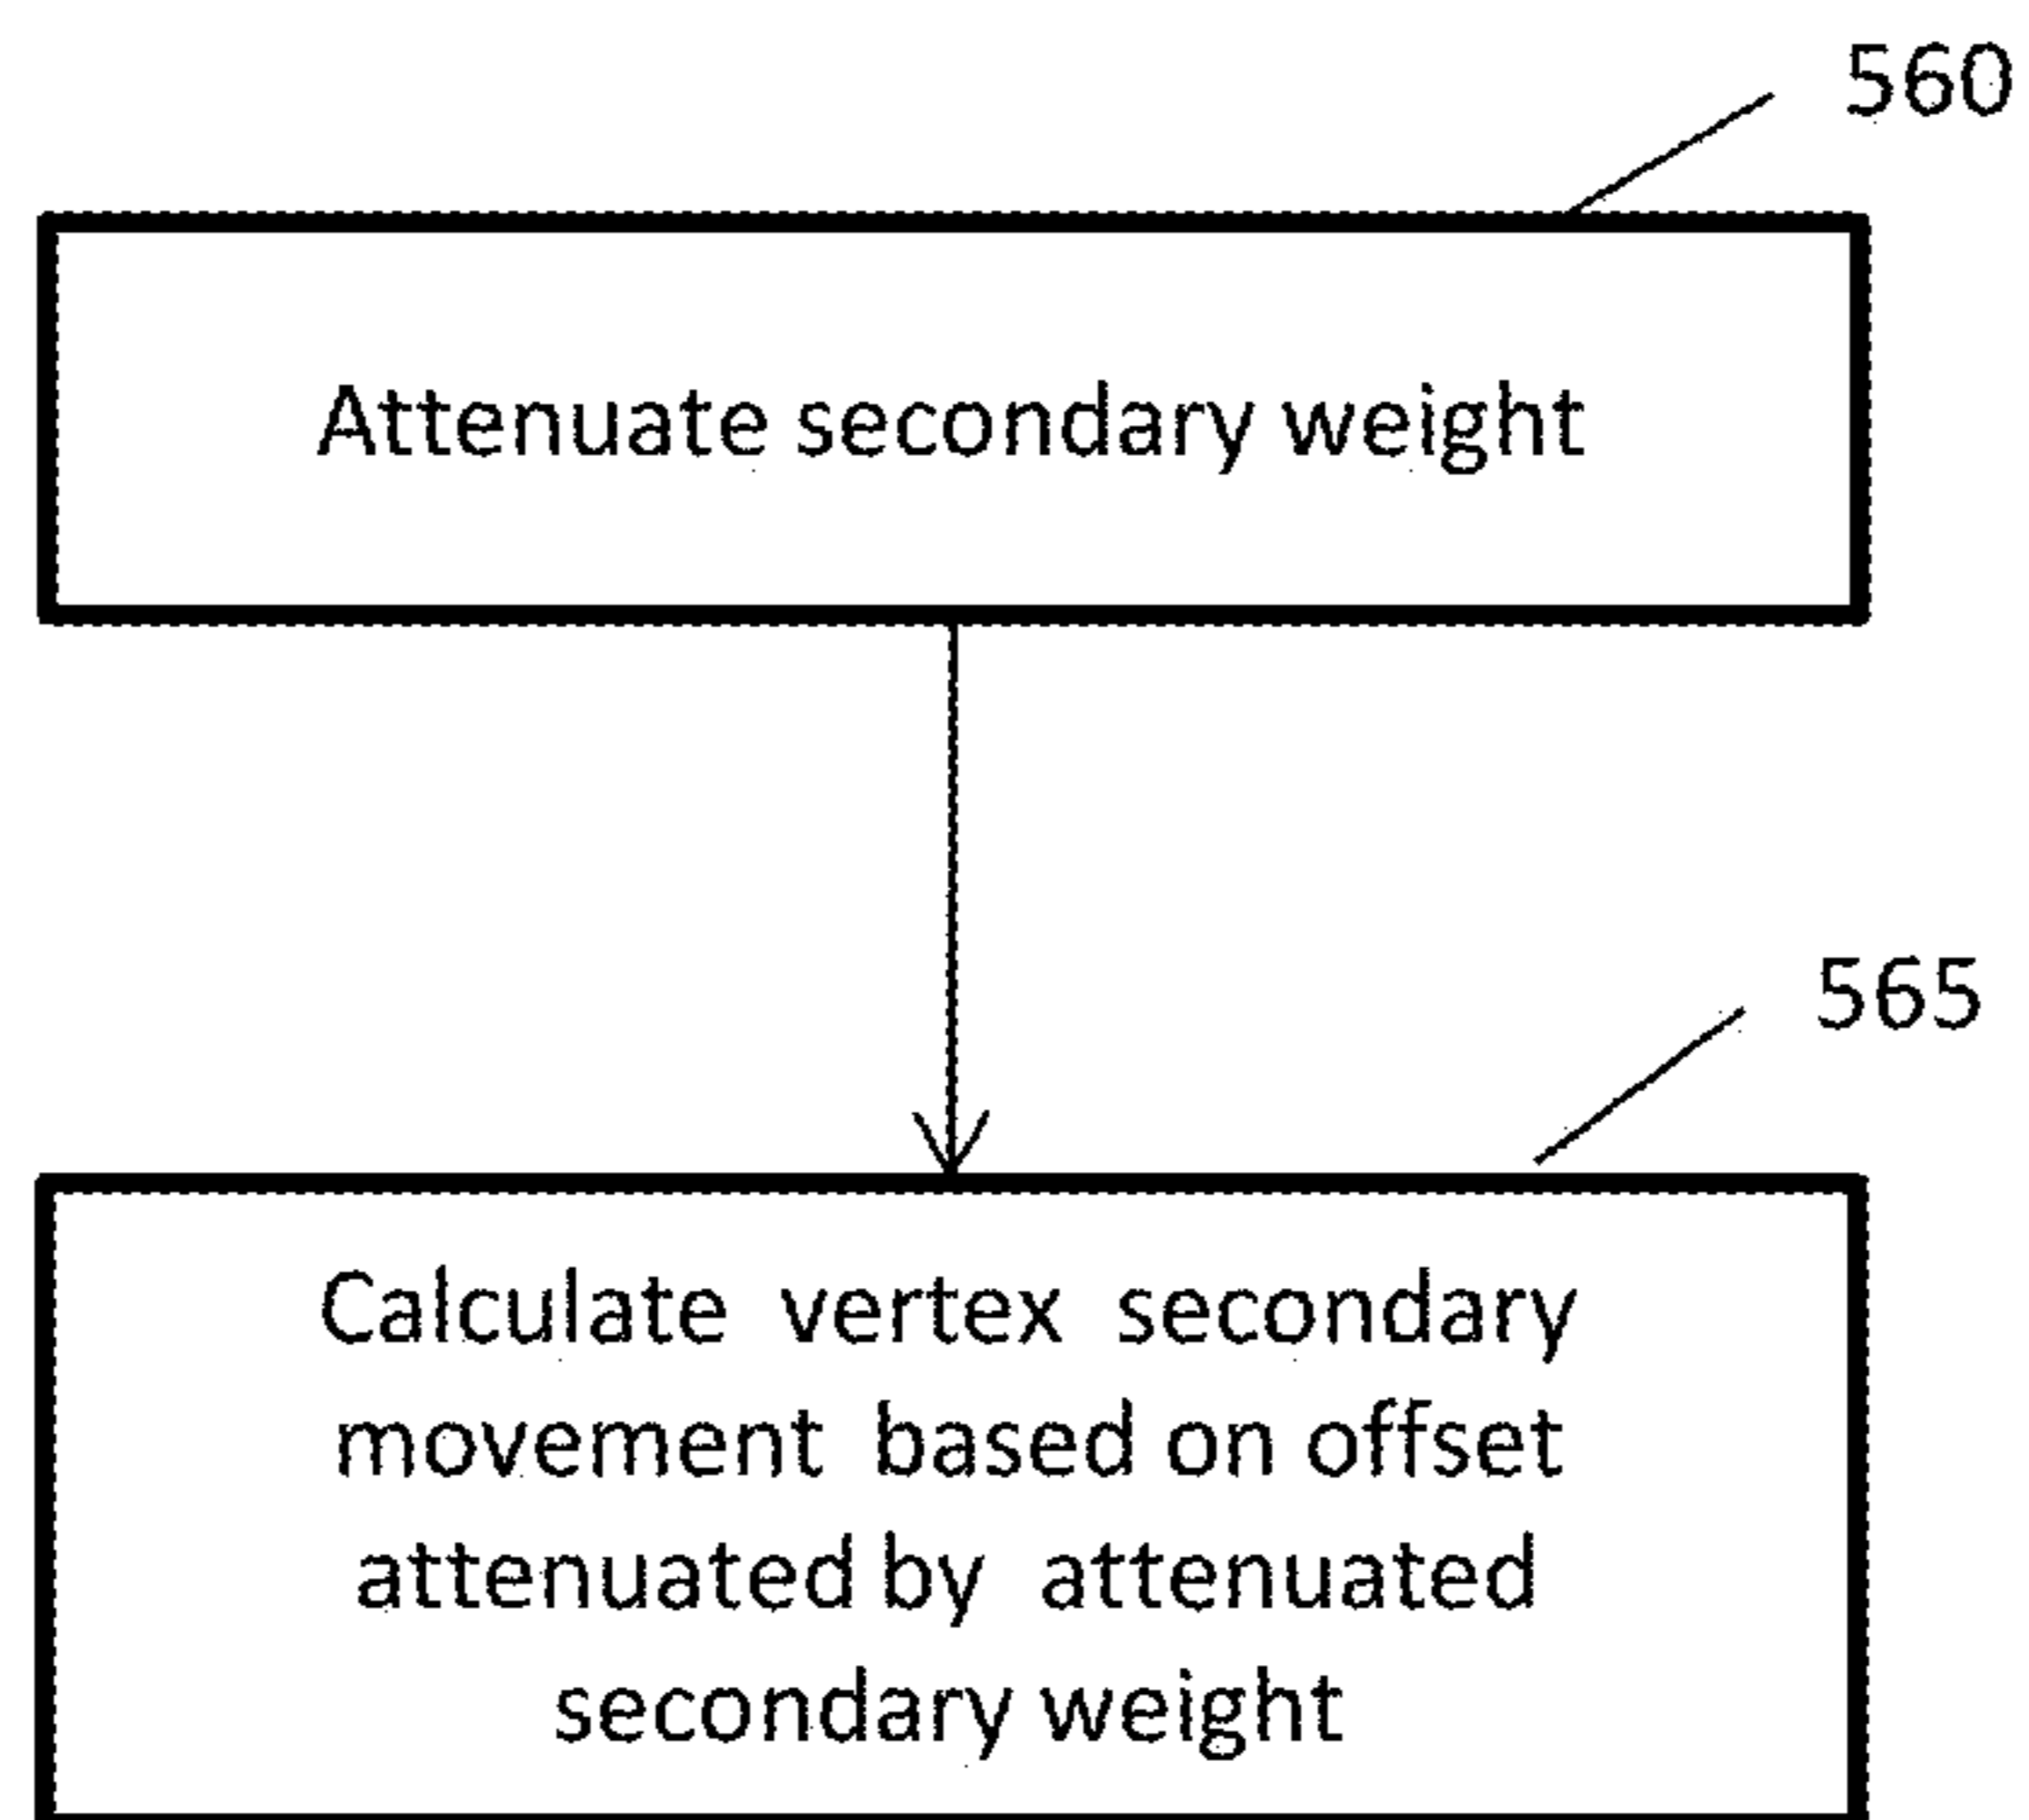 560
Attenuate secondary weight
565
Calculate vertex secondary
movement based on offset
attenuated by attenuated
secondary weight